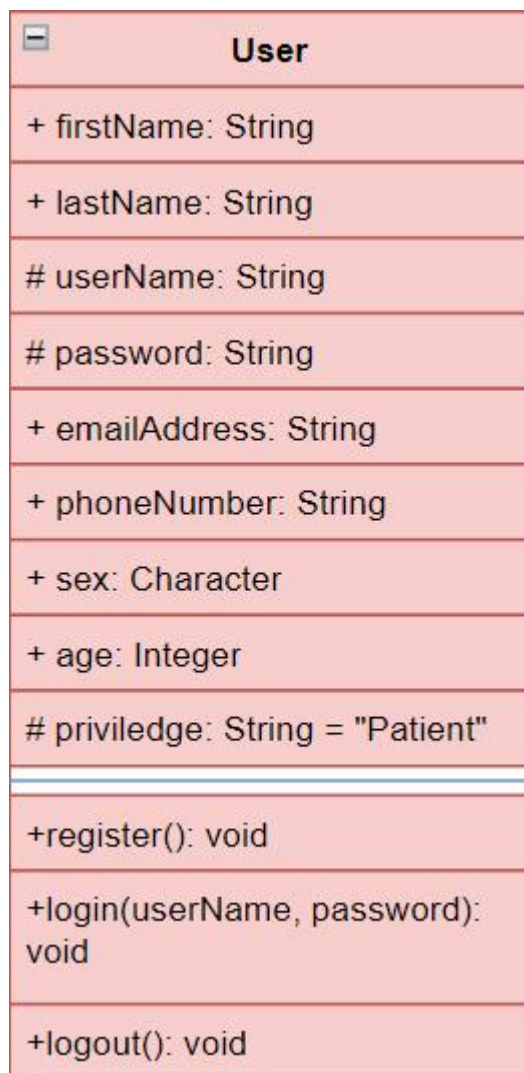 User
+ firstName: String
+ lastName: String
# userName: String
# password: String
+ emailAddress: String
+ phoneNumber: String
+ sex: Character
+ age: Integer
# priviledge: String = "Patient"
+register(): void
+login(userName, password):
void
+logout(): void